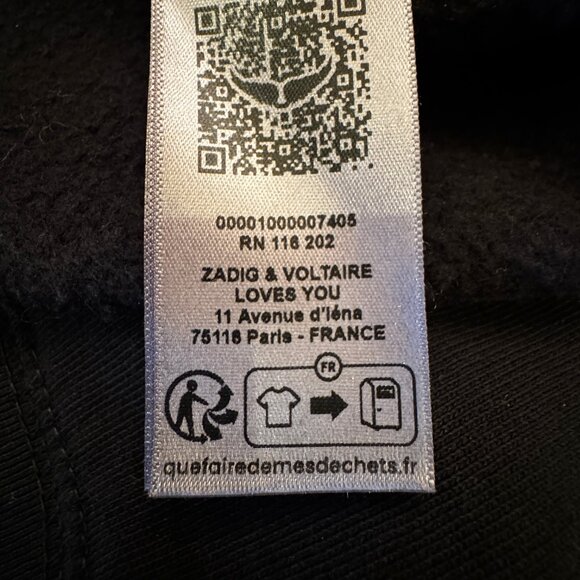 00001000007405
RN 116 202
ZADIG & VOLTAIRE
LOVES YOU
11 Avenue d'Iéna
75116 Paris - FRANCE
FR
quefairedemesdechets.fr